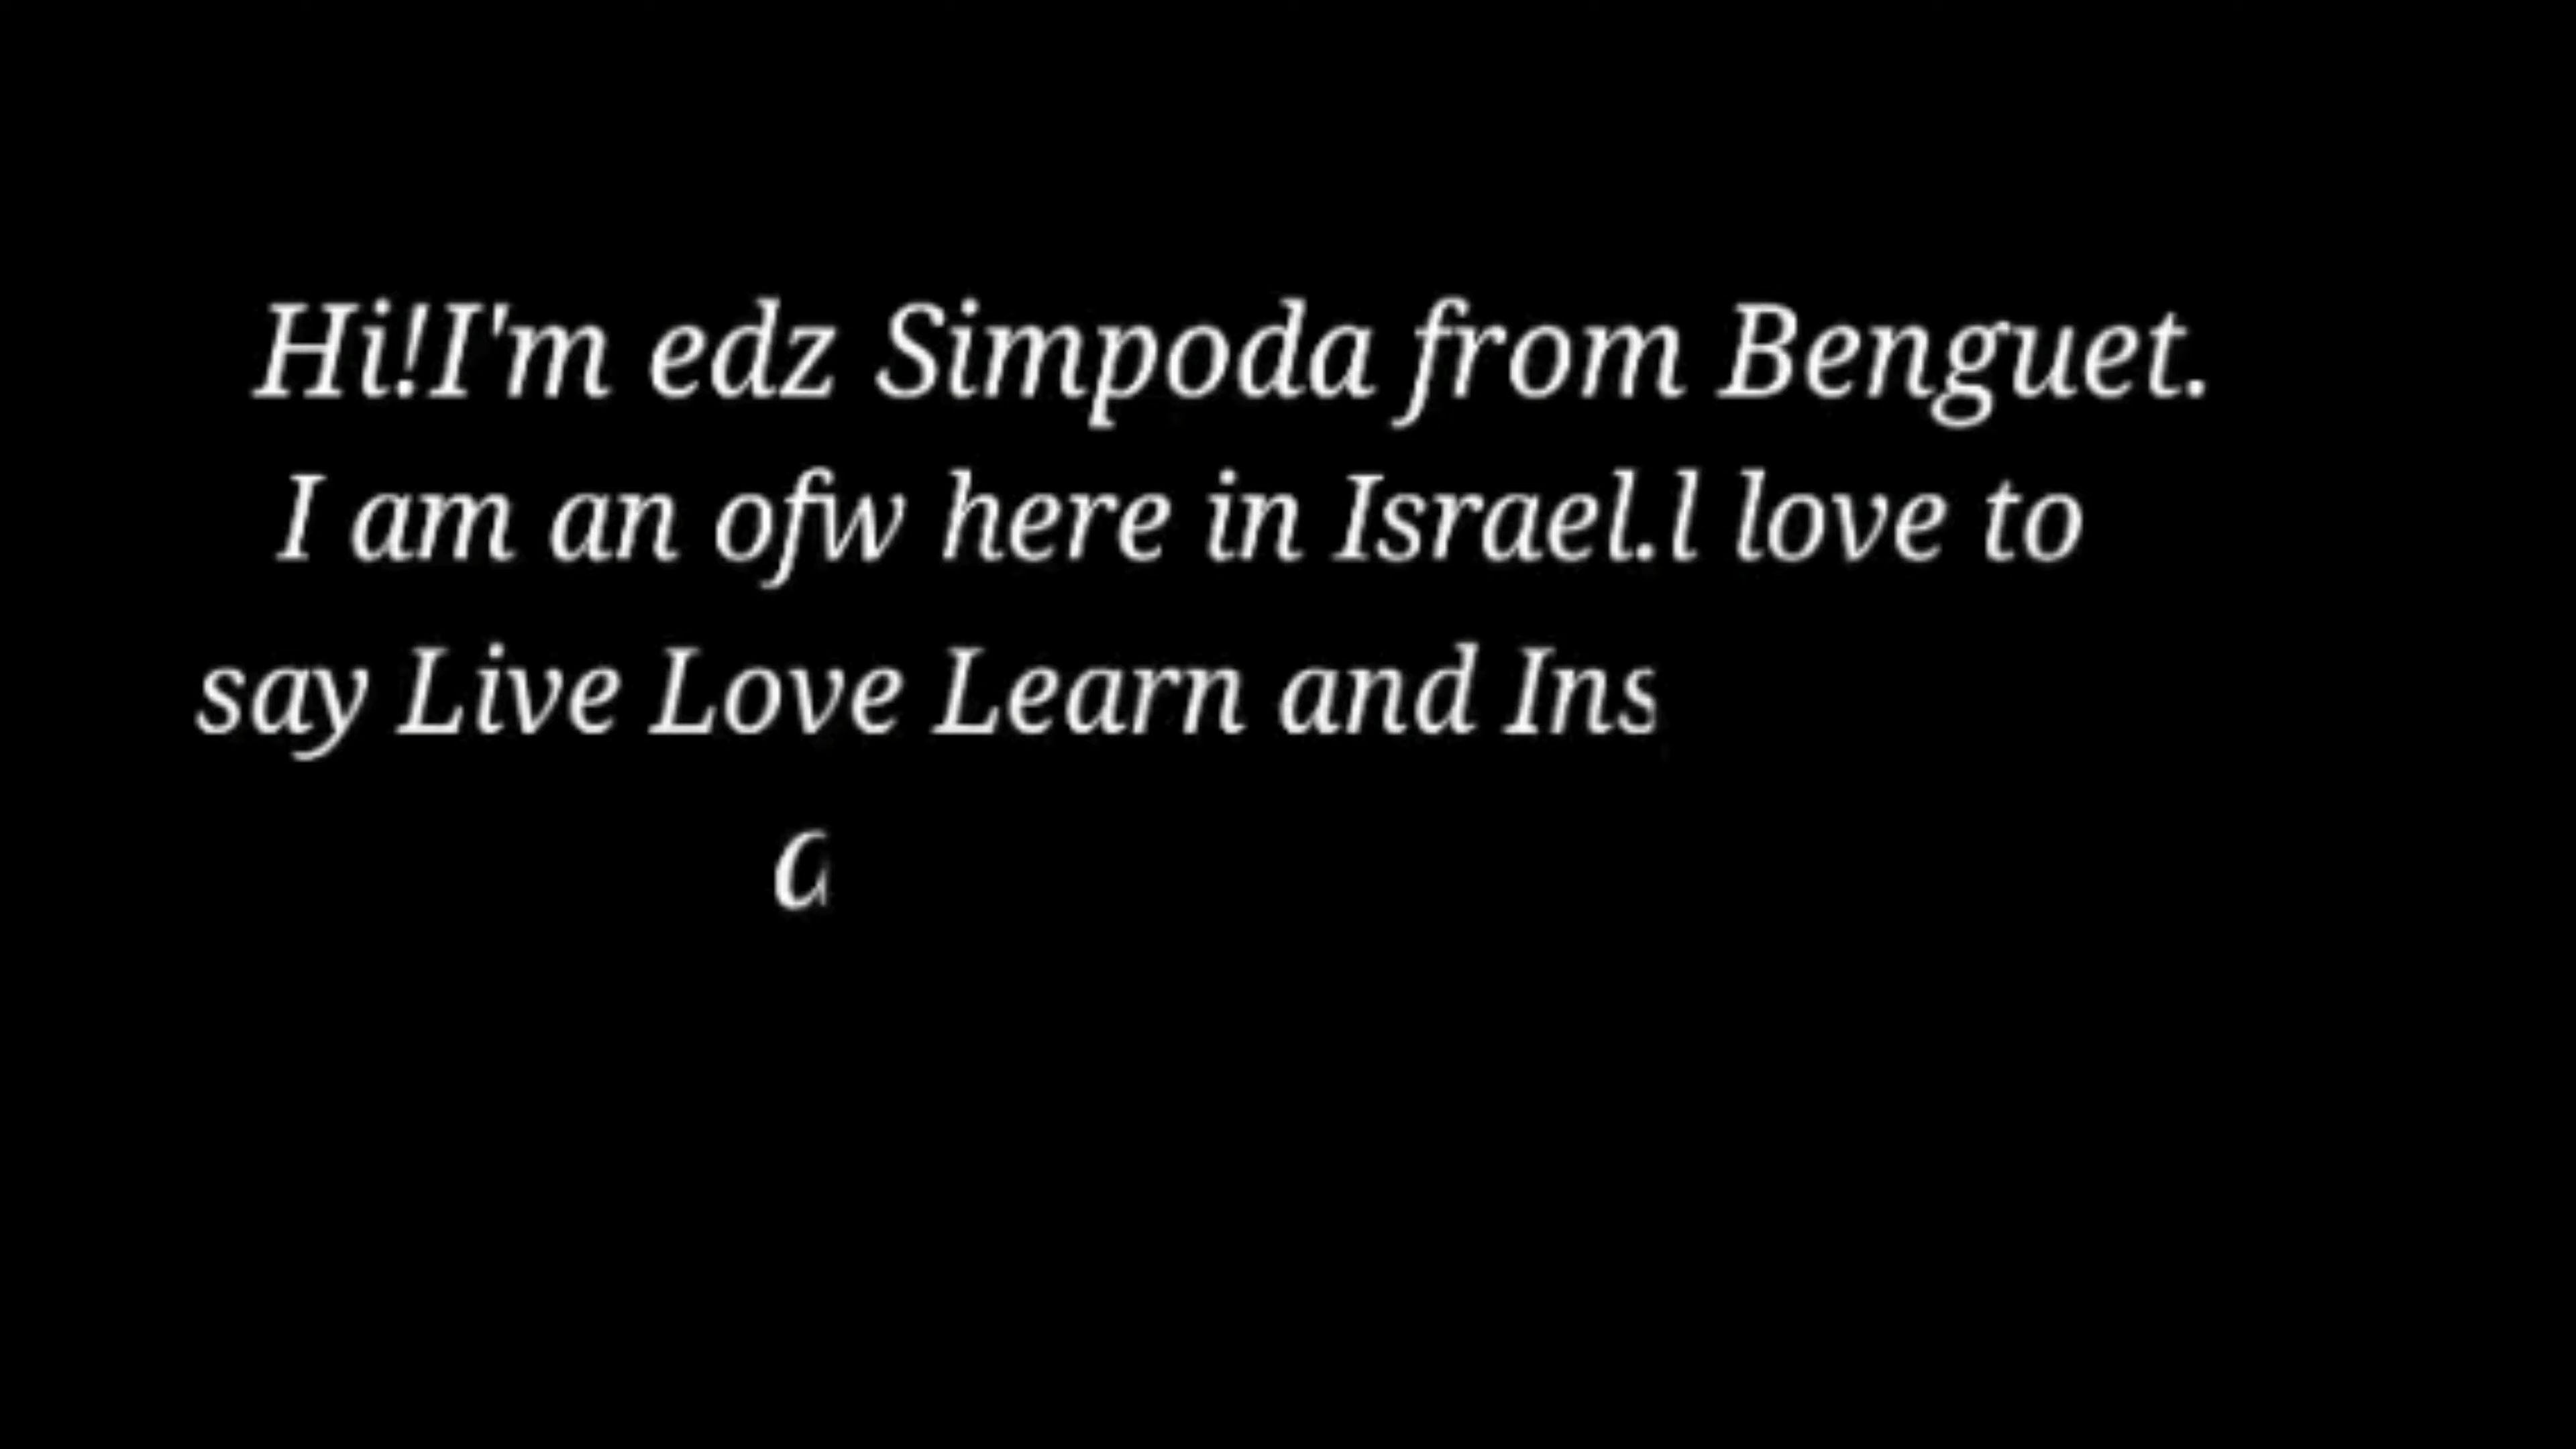 Hi!I'm edz Simpoda from Benguet.
I am an ofw here in Israel.l love to
say Live Love Learn and Ins